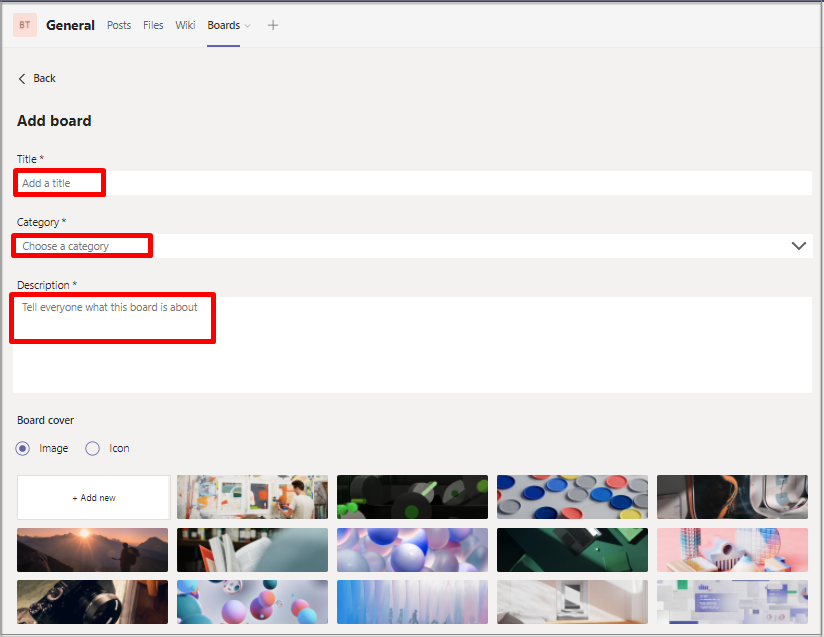 BT General Posts Files Wiki Boards
Back
Add board
Title *
Add a title
Category *
Choose a category
Description *
Tell everyone what this board is about
Board cover
Image Icon
+ Add new